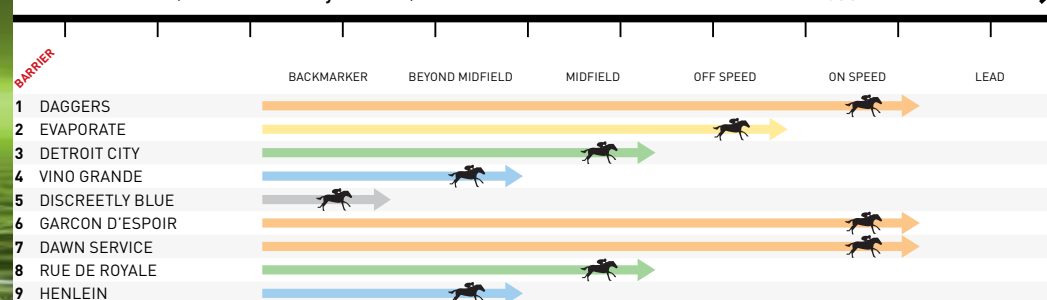 BARRIER
BACKMARKER BEYOND MIDFIELD MIDFIELD OFF SPEED ON SPEED LEAD
1 DAGGERS
2 EVAPORATE
3 DETROIT CITY
4 VINO GRANDE
5 DISCREETLY BLUE
6 GARCON D'ESPOIR
7 DAWN SERVICE
8 RUE DE ROYALE
9 HENLEIN